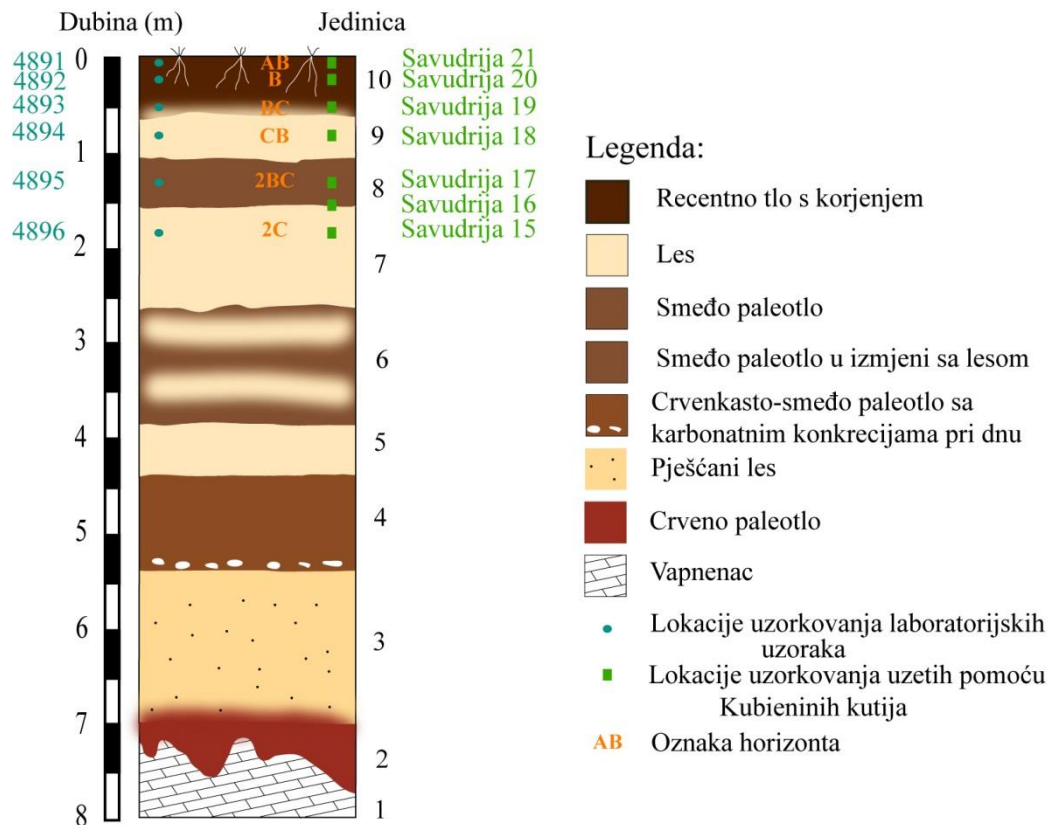 Dubina (m)
Jedinica
0
1
2
3
4
5
6
7
8
4891
4892
4893
4894
4895
4896
AB
B
BC
CB
2BC
2C
10
9
8
7
6
5
4
3
2
1
Savudrija 21
Savudrija 20
Savudrija 19
Savudrija 18
Savudrija 17
Savudrija 16
Savudrija 15
Legenda:
Recentno tlo s korjenjem
Les
Smeđo paleotlo
Smeđo paleotlo u izmjeni sa lesom
Crvenkasto-smeđo paleotlo sa
karbonatnim konkrecijama pri dnu
Pješćani les
Crveno paleotlo
Vapnenac
Lokacije uzorkovanja laboratorijskih
uzoraka
Lokacije uzorkovanja uzetih pomoću
Kubieninih kutija
AB Oznaka horizonta